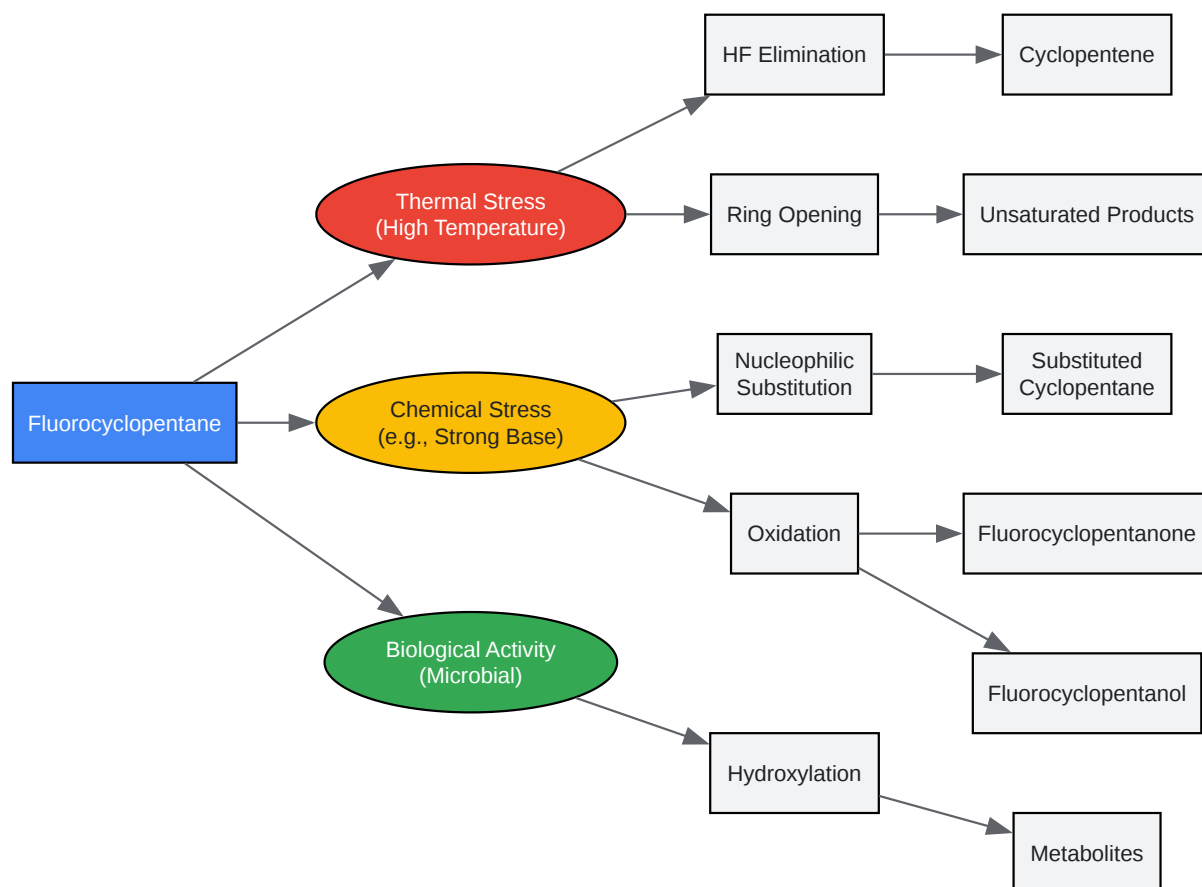 HF Elimination
Cyclopentene
Thermal Stress
(High Temperature)
Ring Opening
Unsaturated Products
Fluorocyclopentane
Chemical Stress
(e.g., Strong Base)
Nucleophilic
Substitution
Substituted
Cyclopentane
Oxidation
Fluorocyclopentanone
Fluorocyclopentanol
Biological Activity
(Microbial)
Hydroxylation
Metabolites